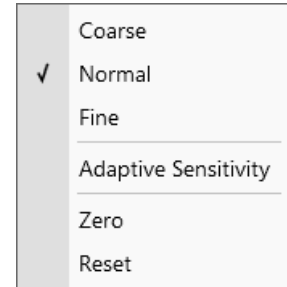 Coarse
Normal
Fine
Adaptive Sensitivity
Zero
Reset